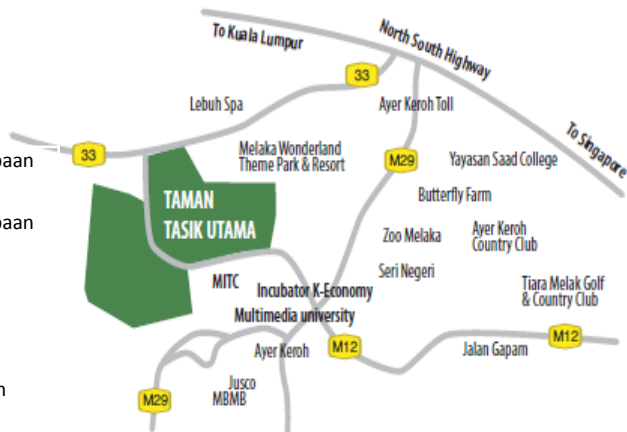 To Kuala Lumpur
North South Highway
33
Lebuh Spa
Ayer Keroh Toll
To Singapore
33
Melaka Wonderland
Theme Park & Resort
M29
Yayasan Saad College
Butterfly Farm
TAMAN
TASIK UTAMA
Zoo Melaka
Ayer Keroh
Country Club
Seri Negeri
MITC
Incubator K-Economy
Tiara Melak Golf
& Country Club
Multimedia university
Ayer Keroh
M12
Jalan Gapam
M12
Jusco
MBMB
M29